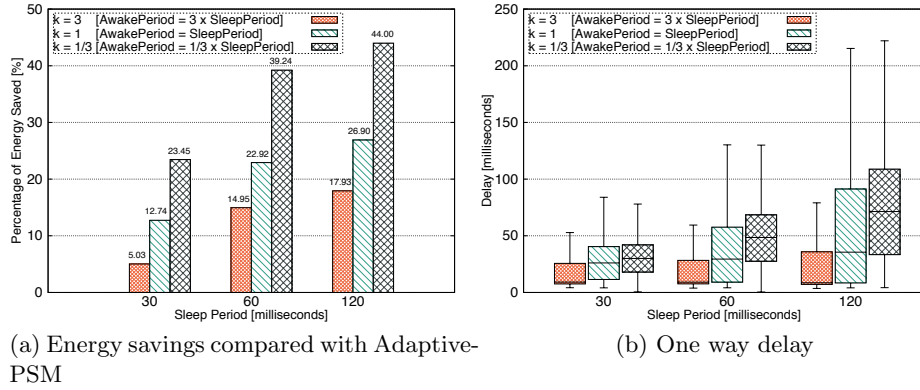 50
40
30
20
10
0
Percentage of Energy Saved [%]
k = 3 [AwakePeriod = 3 x SleepPeriod]
k = 1 [AwakePeriod = SleepPeriod]
k = 1/3 [AwakePeriod = 1/3 x SleepPeriod]
5.03
12.74
23.45
14.95
22.92
39.24
17.93
26.90
44.00
30
60
120
Sleep Period [milliseconds]
(a) Energy savings compared with Adaptive-
PSM
250
200
150
100
50
0
Delay [milliseconds]
k = 3 [AwakePeriod = 3 x SleepPeriod]
k = 1 [AwakePeriod = SleepPeriod]
k = 1/3 [AwakePeriod = 1/3 x SleepPeriod]
30
60
120
Sleep Period [milliseconds]
(b) One way delay